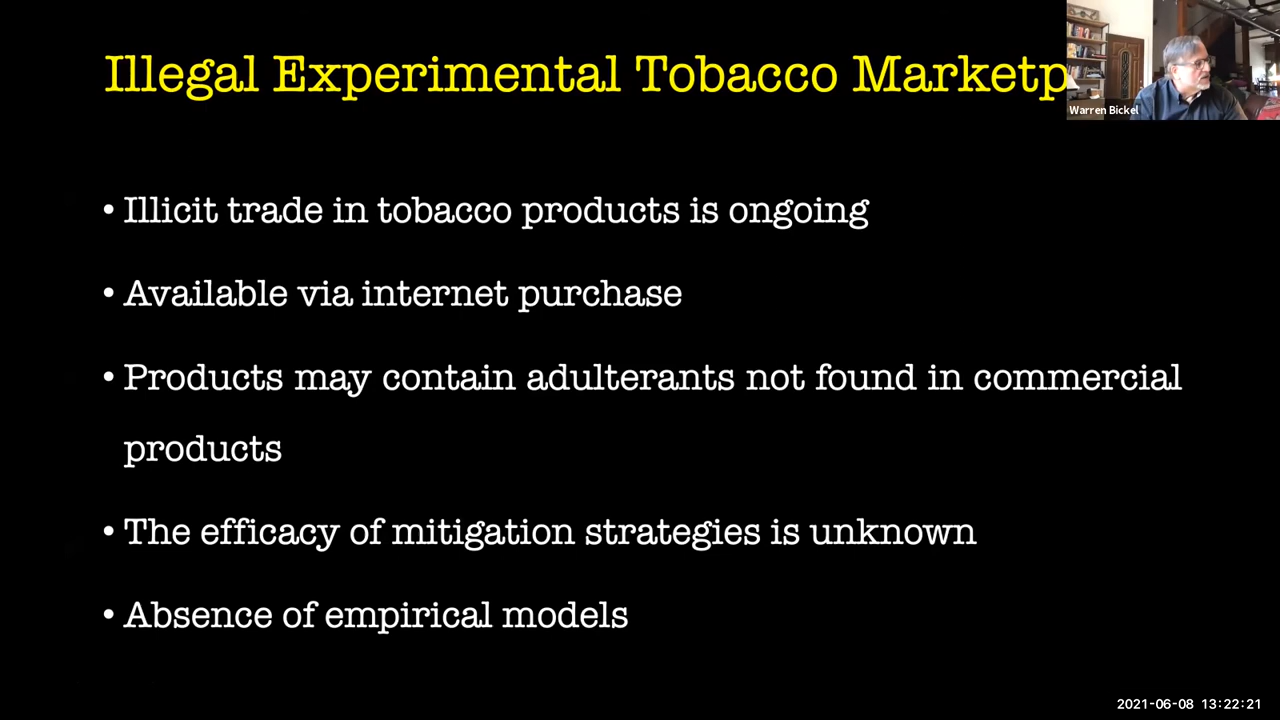 Illegal Experimental Tobacco Marketp
Warren Bickel
• Illicit trade in tobacco products is ongoing
• Available via internet purchase
• Products may contain adulterants not found in commercial
products
• The efficacy of mitigation strategies is unknown
• Absence of empirical models
2021-06-08 13:22:21